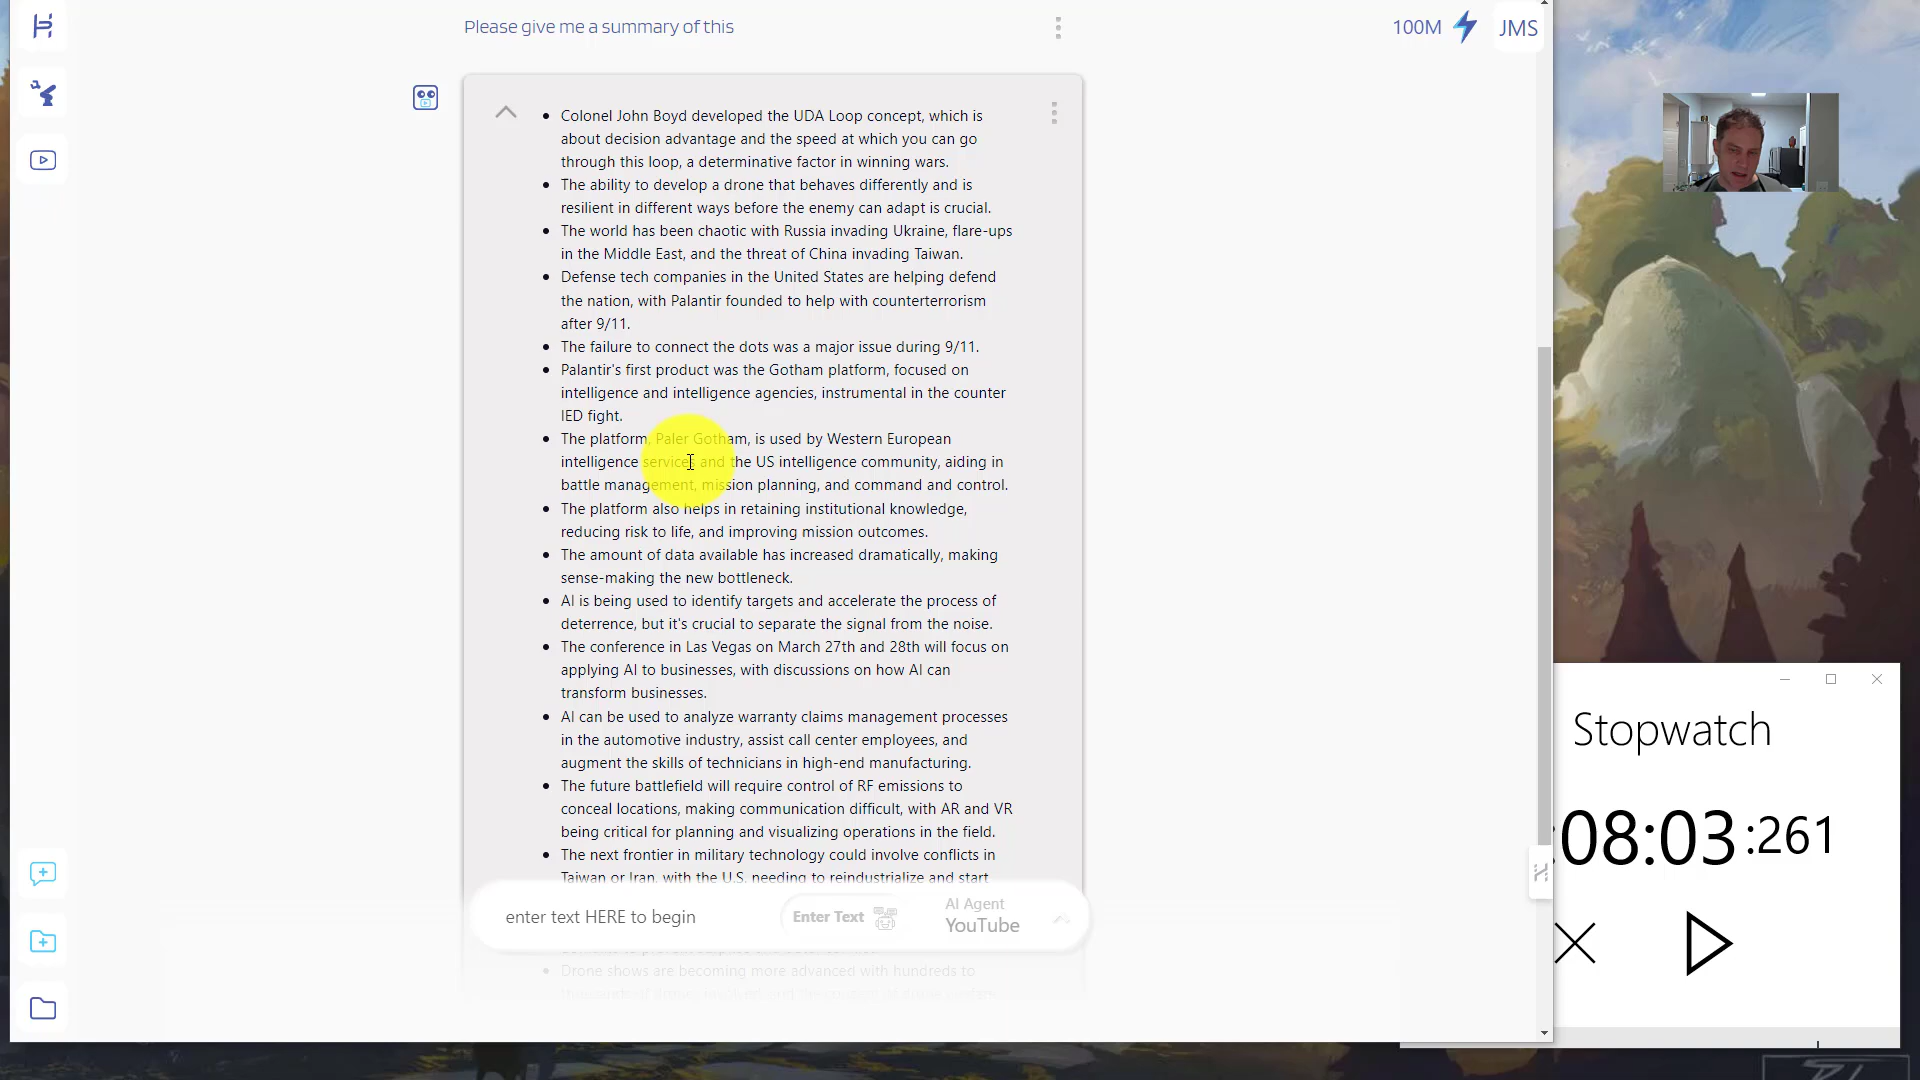 Please give me a summary of this
100M
JMS
Colonel John Boyd developed the UDA Loop concept, which is
about decision advantage and the speed at which you can go
through this loop, a determinative factor in winning wars.
The ability to develop a drone that behaves differently and is
resilient in different ways before the enemy can adapt is crucial.
The world has been chaotic with Russia invading Ukraine, flare-ups
in the Middle East, and the threat of China invading Taiwan.
Defense tech companies in the United States are helping defend
the nation, with Palantir founded to help with counterterrorism
after 9/11.
The failure to connect the dots was a major issue during 9/11.
Palantir's first product was the Gotham platform, focused on
intelligence and intelligence agencies, instrumental in the counter
IED fight.
The platform, Paler Gotham, is used by Western European
intelligence services and the US intelligence community, aiding in
battle management, mission planning, and command and control.
The platform also helps in retaining institutional knowledge,
reducing risk to life, and improving mission outcomes.
The amount of data available has increased dramatically, making
sense-making the new bottleneck.
AI is being used to identify targets and accelerate the process of
deterrence, but it's crucial to separate the signal from the noise.
The conference in Las Vegas on March 27th and 28th will focus on
applying AI to businesses, with discussions on how AI can
transform businesses.
AI can be used to analyze warranty claims management processes
in the automotive industry, assist call center employees, and
augment the skills of technicians in high-end manufacturing.
The future battlefield will require control of RF emissions to
conceal locations, making communication difficult, with AR and VR
being critical for planning and visualizing operations in the field.
The next frontier in military technology could involve conflicts in
Taiwan or Iran, with the U.S. needing to reindustrialize and start
enter text HERE to begin
Enter Text
AI Agent
YouTube
Drone shows are becoming more advanced with hundreds to
Stopwatch
:08:03:261